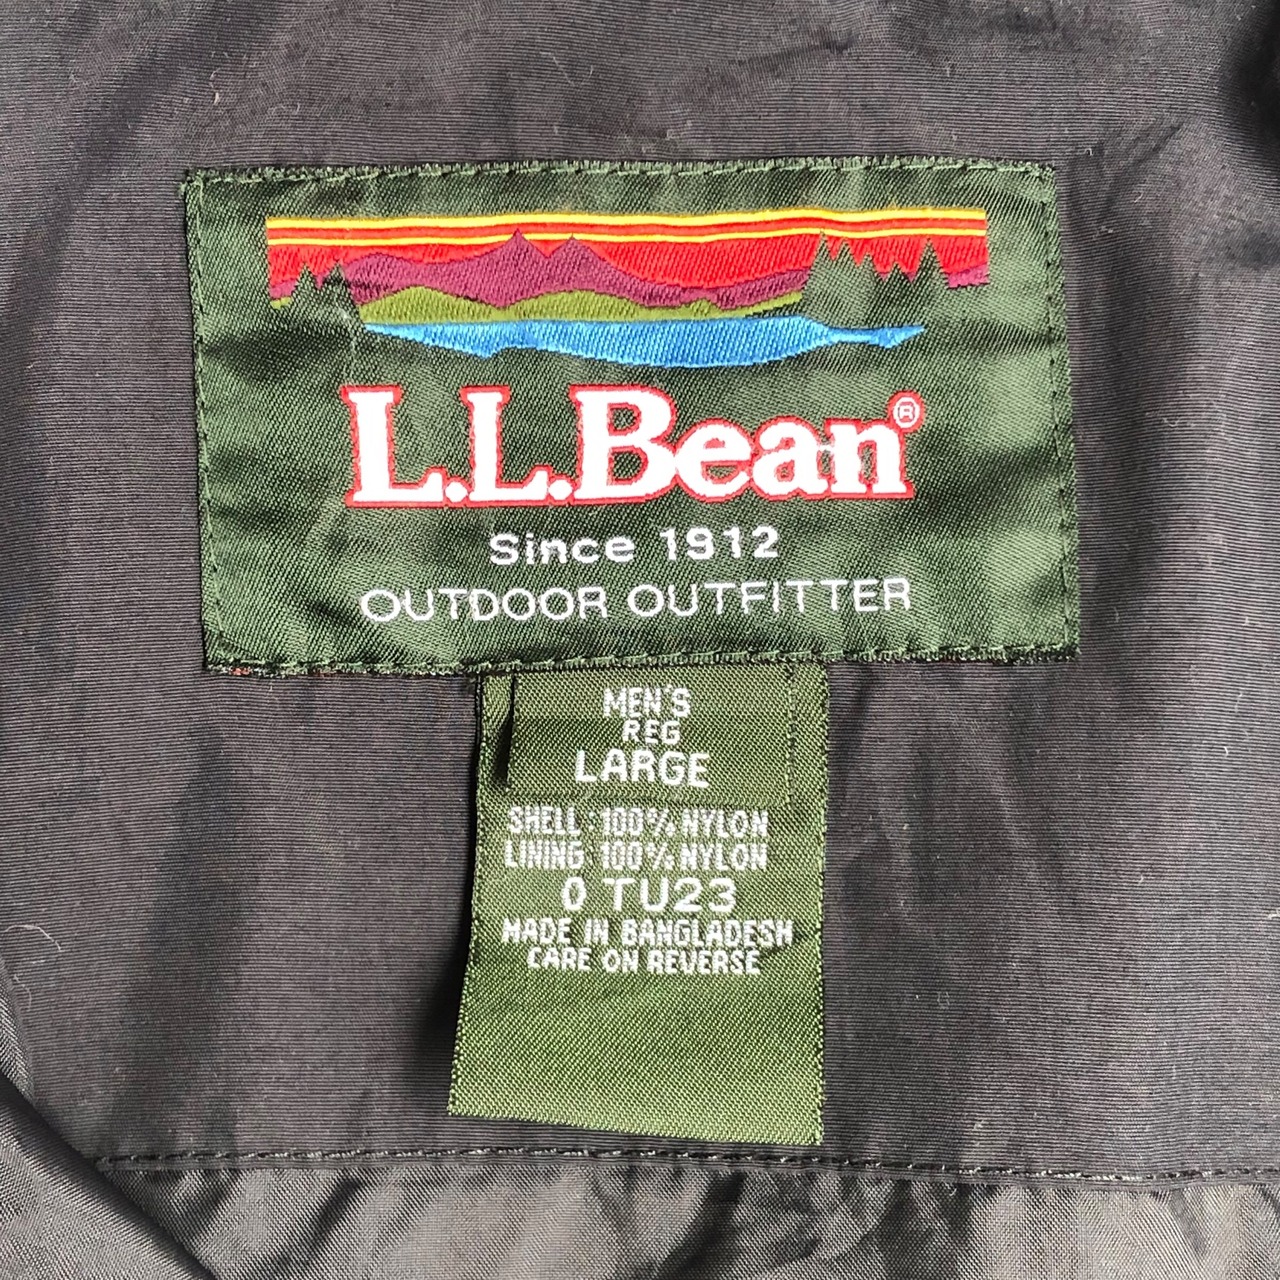 L.L.Bean®
Since 1912
OUTDOOR OUTFITTER
MEN'S
REG
LARGE
SHELL: 100% NYLON
LINING: 100% NYLON
0 TU23
MADE IN BANGLADESH
CARE ON REVERSE